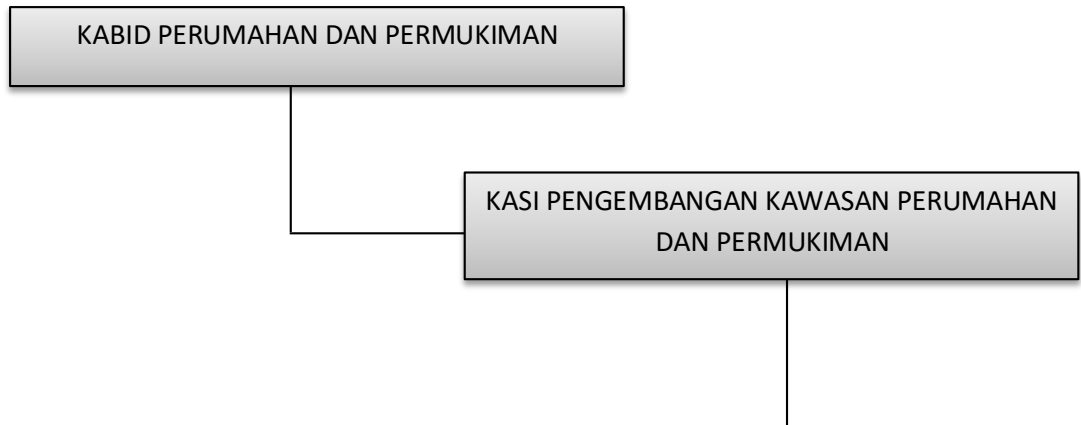 KABID PERUMAHAN DAN PERMUKIMAN
KASI PENGEMBANGAN KAWASAN PERUMAHAN
DAN PERMUKIMAN